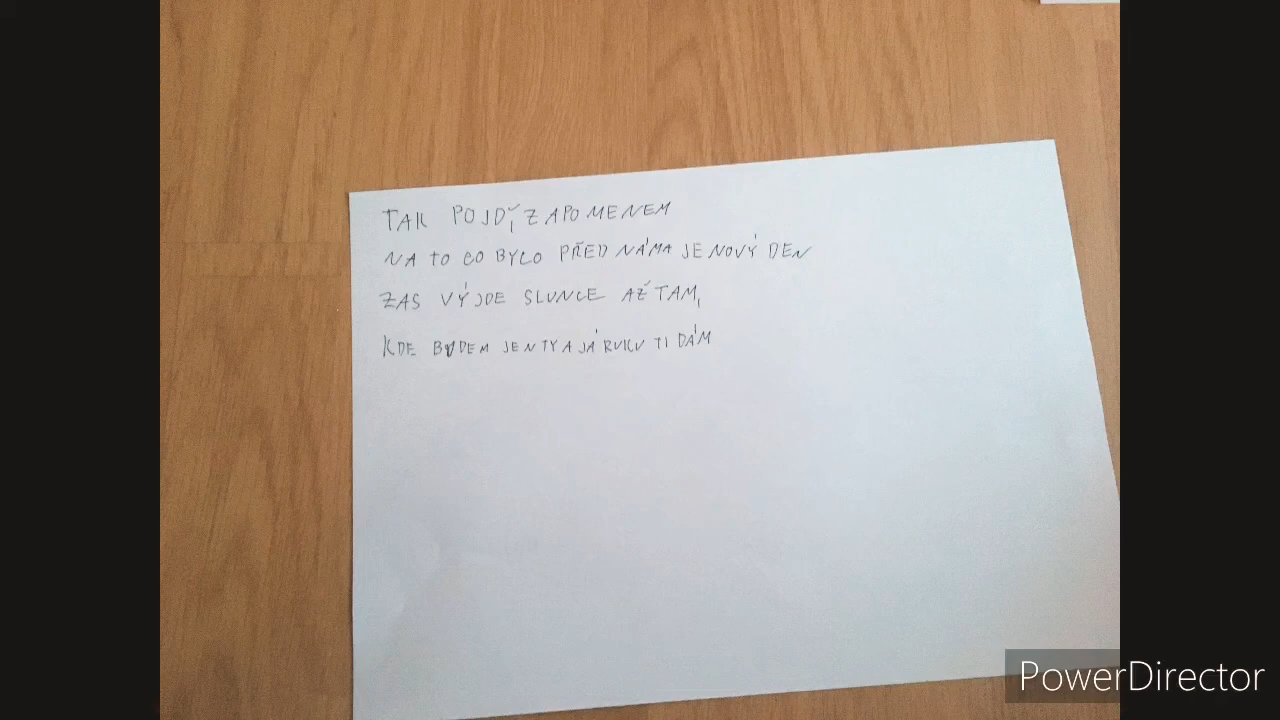 TAK POJĎ, ZAPOMENEM
NA TO CO BYLO PŘED NÁMA JE NOVÝ DEN
ZAS VÝJDE SLUNCE AŽ TAM,
KDE BUDEM JEN TY A JÁ RUKU TI DÁM
PowerDirector